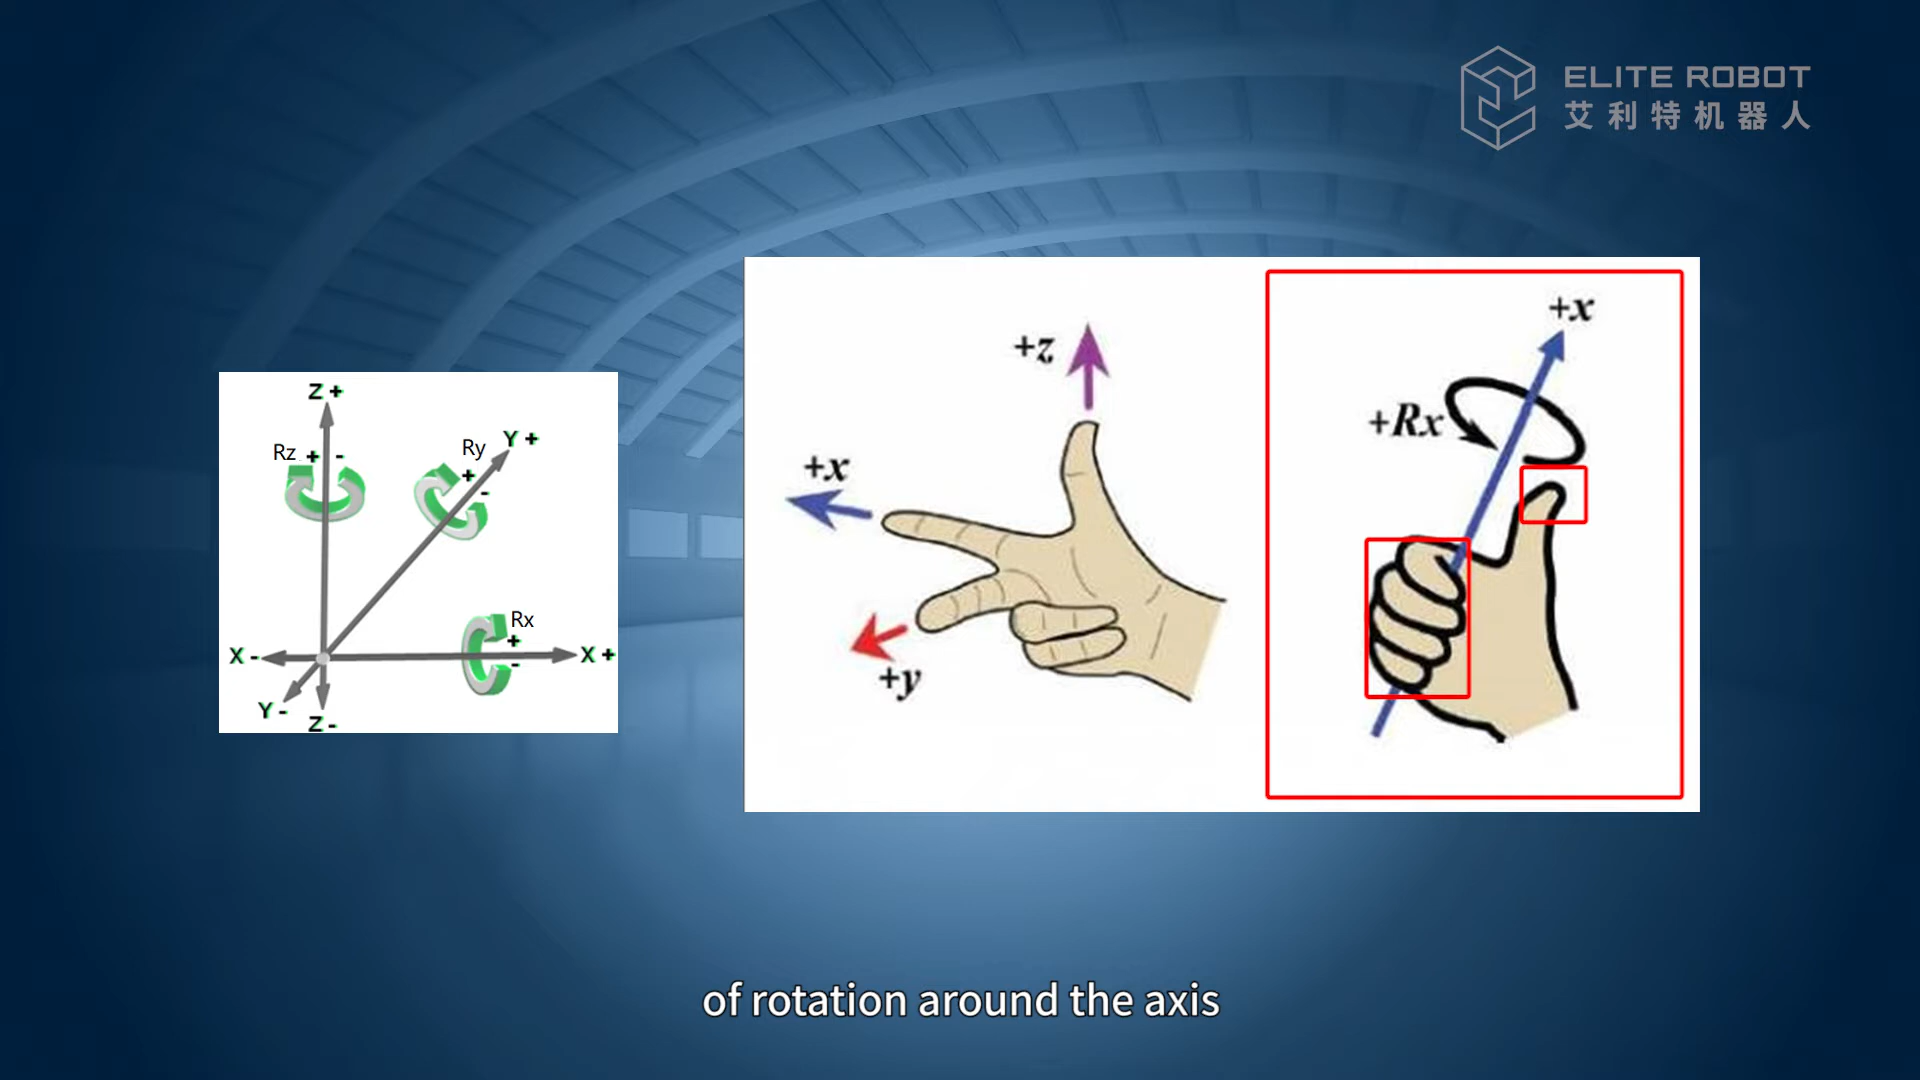 ELITE ROBOT
艾利特机器人
Z +
Rz + -
Ry
Y +
+
-
Rx
+
-
X -
X +
Y -
Z -
+z
+x
+y
+x
+Rx
of rotation around the axis